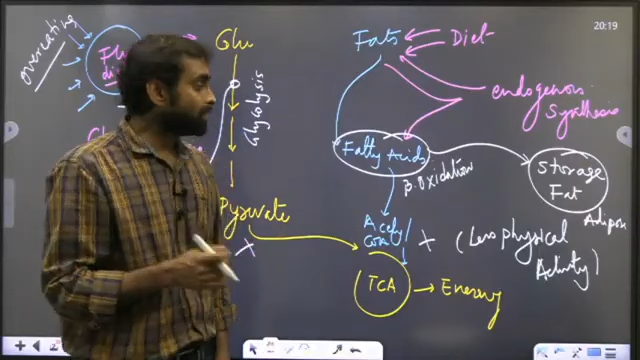 20:19
overeating
Glu
Glycolysis
Pyruvate
X
Fats
Diet
endogenous
Synthesis
Fatty Acids
β.Oxidation
Storage
Fat
Acetyl
CoA
X
(Less physical
Activity)
TCA
Energy